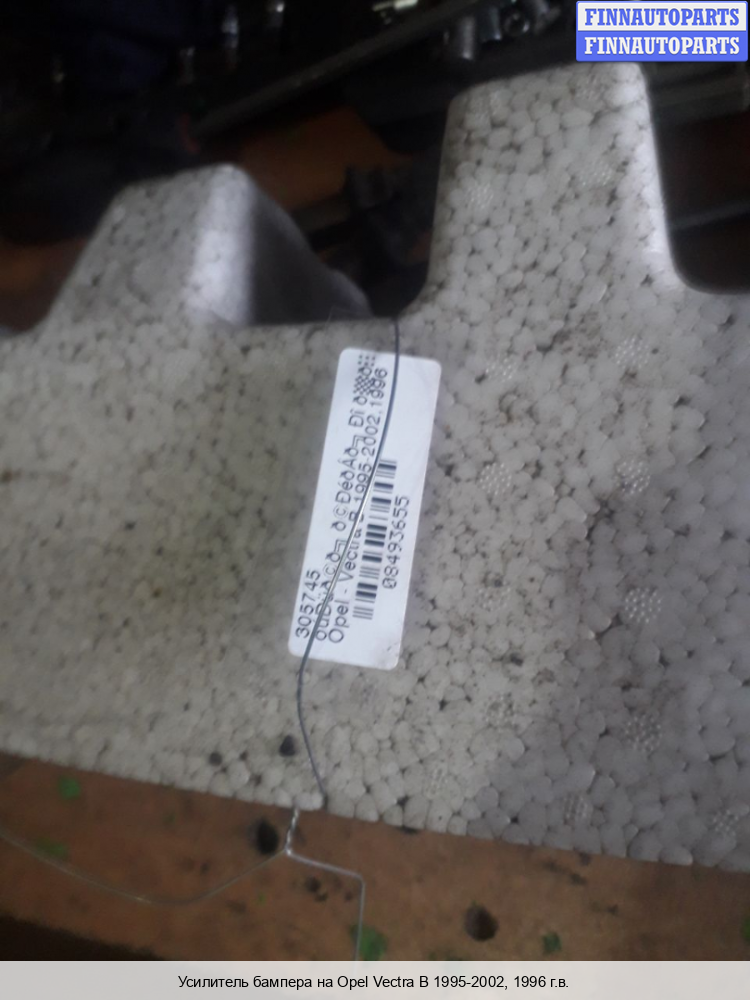 FINNAUTOPARTS
FINNAUTOPARTS
305745
Opel - Vectra B 1995-2002,1996
08493655
Усилитель бампера на Opel Vectra B 1995-2002, 1996 г.в.